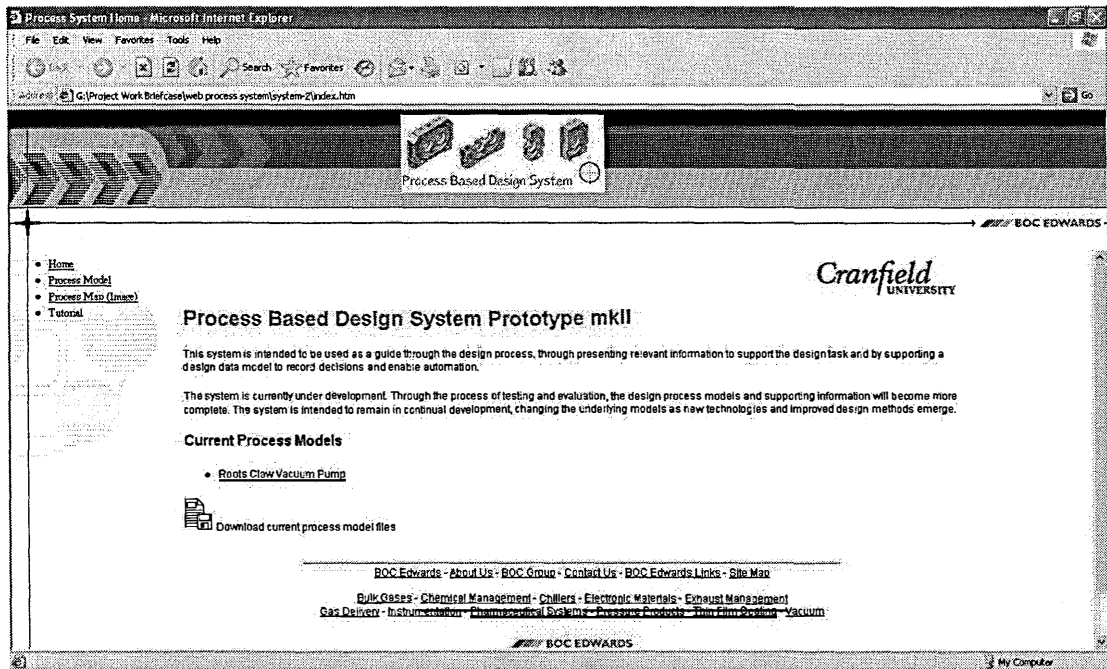 Process System Home - Microsoft Internet Explorer
File Edit View Favorites Tools Help
Search Favorites
G:\Project Work Briefcase\web process system\system-2\index.htm Go
Process Based Design System
BOC EDWARDS
Home
Process Model
Process Map (Image)
Tutorial
Cranfield
UNIVERSITY
Process Based Design System Prototype mkII
This system is intended to be used as a guide through the design process, through presenting relevant information to support the design task and by supporting a
design data model to record decisions and enable automation.
The system is currently under development. Through the process of testing and evaluation, the design process models and supporting information will become more
complete. The system is intended to remain in continual development, changing the underlying models as new technologies and improved design methods emerge.
Current Process Models
Roots Claw Vacuum Pump
Download current process model files
BOC Edwards - About Us - BOC Group - Contact Us - BOC Edwards Links - Site Map
Bulk Gases - Chemical Management - Chillers - Electronic Materials - Exhaust Management
Gas Delivery - Instrumentation - Pharmaceutical Systems - Pressure Products - Thin Film Coating - Vacuum
BOC EDWARDS
My Computer